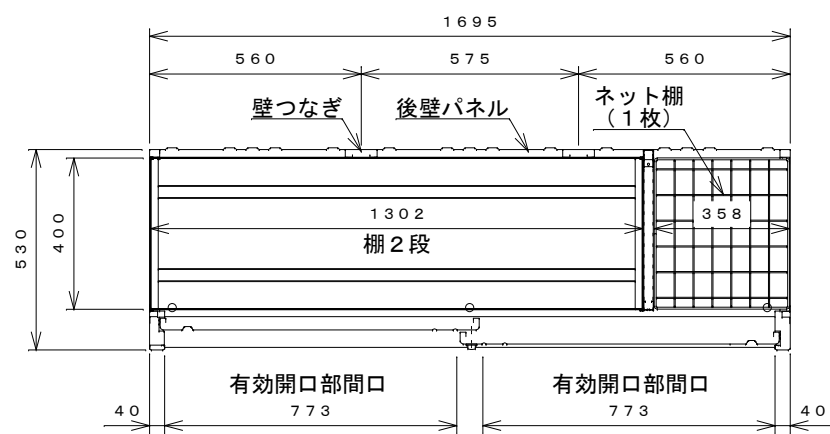 1695
560 575 560
壁つなぎ 後壁パネル ネット棚
（１枚）
530
400
1302
358
棚２段
有効開口部間口 有効開口部間口
40 773 773 40